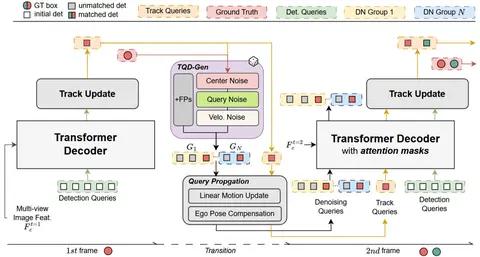 GT box
initial det
unmatched det
matched det
Track Queries
Ground Truth
Det. Queries
DN Group 1
DN Group N
TQD-Gen
Center Noise
Query Noise
Velo. Noise
+FPs
Track Update
Transformer
Decoder
Detection Queries
Multi-view
Image Feat.
F_c^{t=1}
G_1
G_N
Query Propgation
Linear Motion Update
Ego Pose Compensation
Track Update
F_c^{t=2}
Transformer Decoder
with attention masks
Denoising
Queries
Track
Queries
Detection
Queries
1st frame
Transition
2nd frame